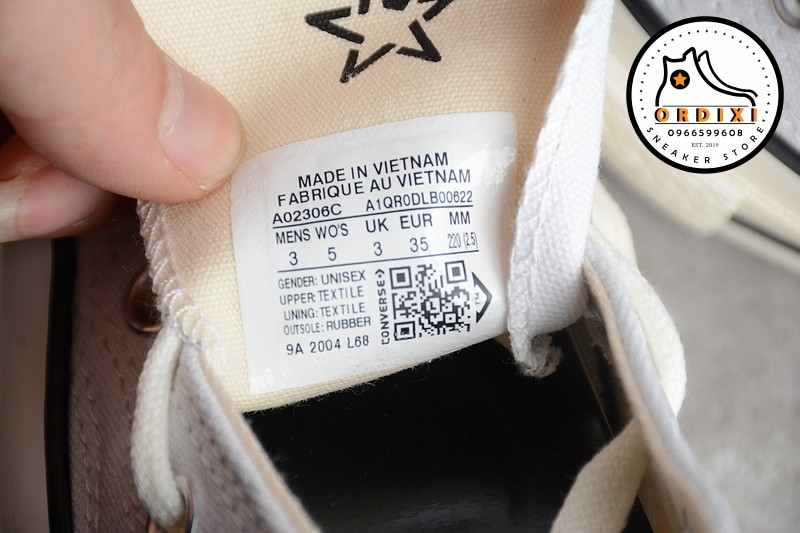 ORDIXI
0966599608
EST. 2019
SNEAKER STORE
MADE IN VIETNAM
FABRIQUE AU VIETNAM
A02306C A1QR0DLB00622
MENS WO'S UK EUR MM
3 5 3 35 220 (2.5)
GENDER: UNISEX
UPPER: TEXTILE
LINING: TEXTILE
OUTSOLE: RUBBER
9A 2004 L68
CONVERSE
TM